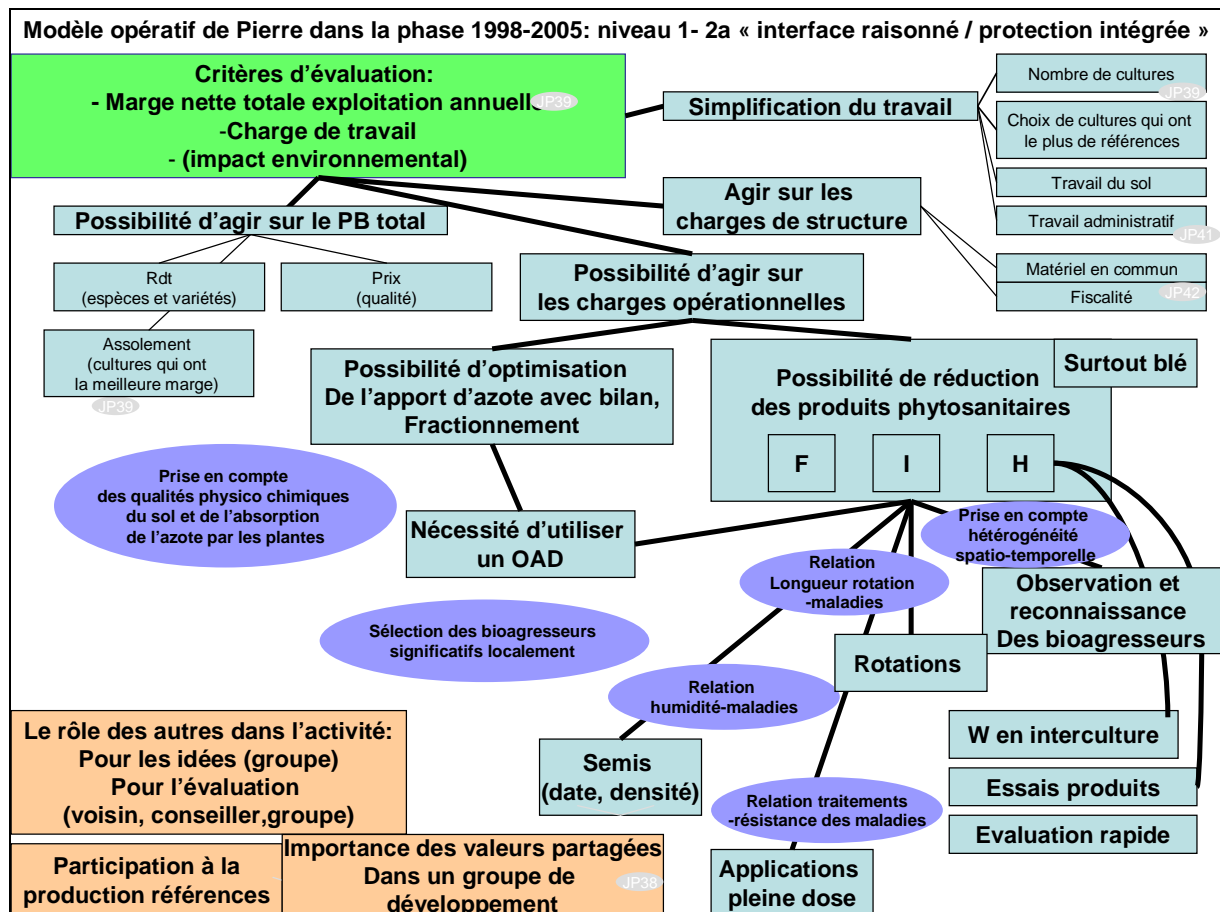 Modèle opératif de Pierre dans la phase 1998-2005: niveau 1- 2a « interface raisonné / protection intégrée »
Critères d'évaluation:
- Marge nette totale exploitation annuelle
JP39
-Charge de travail
- (impact environnemental)
Simplification du travail
Nombre de cultures
JP39
Choix de cultures qui ont
le plus de références
Travail du sol
Travail administratif
JP41
Agir sur les
charges de structure
Matériel en commun
Fiscalité
JP42
Possibilité d'agir sur le PB total
Rdt
(espèces et variétés)
Prix
(qualité)
Assolement
(cultures qui ont
la meilleure marge)
JP39
Possibilité d'agir sur
les charges opérationnelles
Possibilité d'optimisation
De l'apport d'azote avec bilan,
Fractionnement
Surtout blé
Possibilité de réduction
des produits phytosanitaires
F
I
H
Prise en compte
des qualités physico chimiques
du sol et de l'absorption
de l'azote par les plantes
Nécessité d'utiliser
un OAD
Prise en compte
hétérogénéité
spatio-temporelle
Relation
Longueur rotation
-maladies
Observation et
reconnaissance
Des bioagresseurs
Sélection des bioagresseurs
significatifs localement
Rotations
Relation
humidité-maladies
W en interculture
Semis
(date, densité)
Essais produits
Relation traitements
-résistance des maladies
Evaluation rapide
Applications
pleine dose
Le rôle des autres dans l'activité:
Pour les idées (groupe)
Pour l'évaluation
(voisin, conseiller,groupe)
Participation à la
production références
Importance des valeurs partagées
Dans un groupe de
développement
JP38